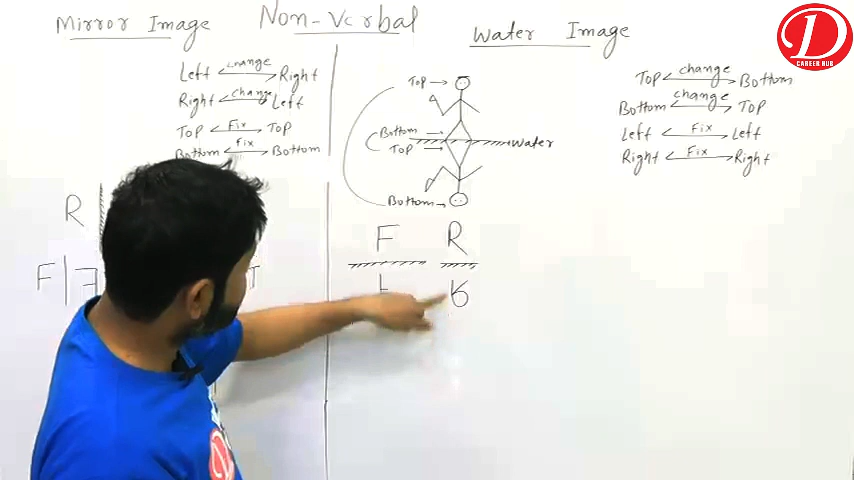 Mirror Image
Non-Verbal
Water Image
Left change Right
Right change Left
Top Fix Top
Bottom Fix Bottom
R
F
Top
Bottom
Top
Water
Bottom
F R
Top change Bottom
Bottom change Top
Left Fix Left
Right Fix Right
D
CAREER HUB